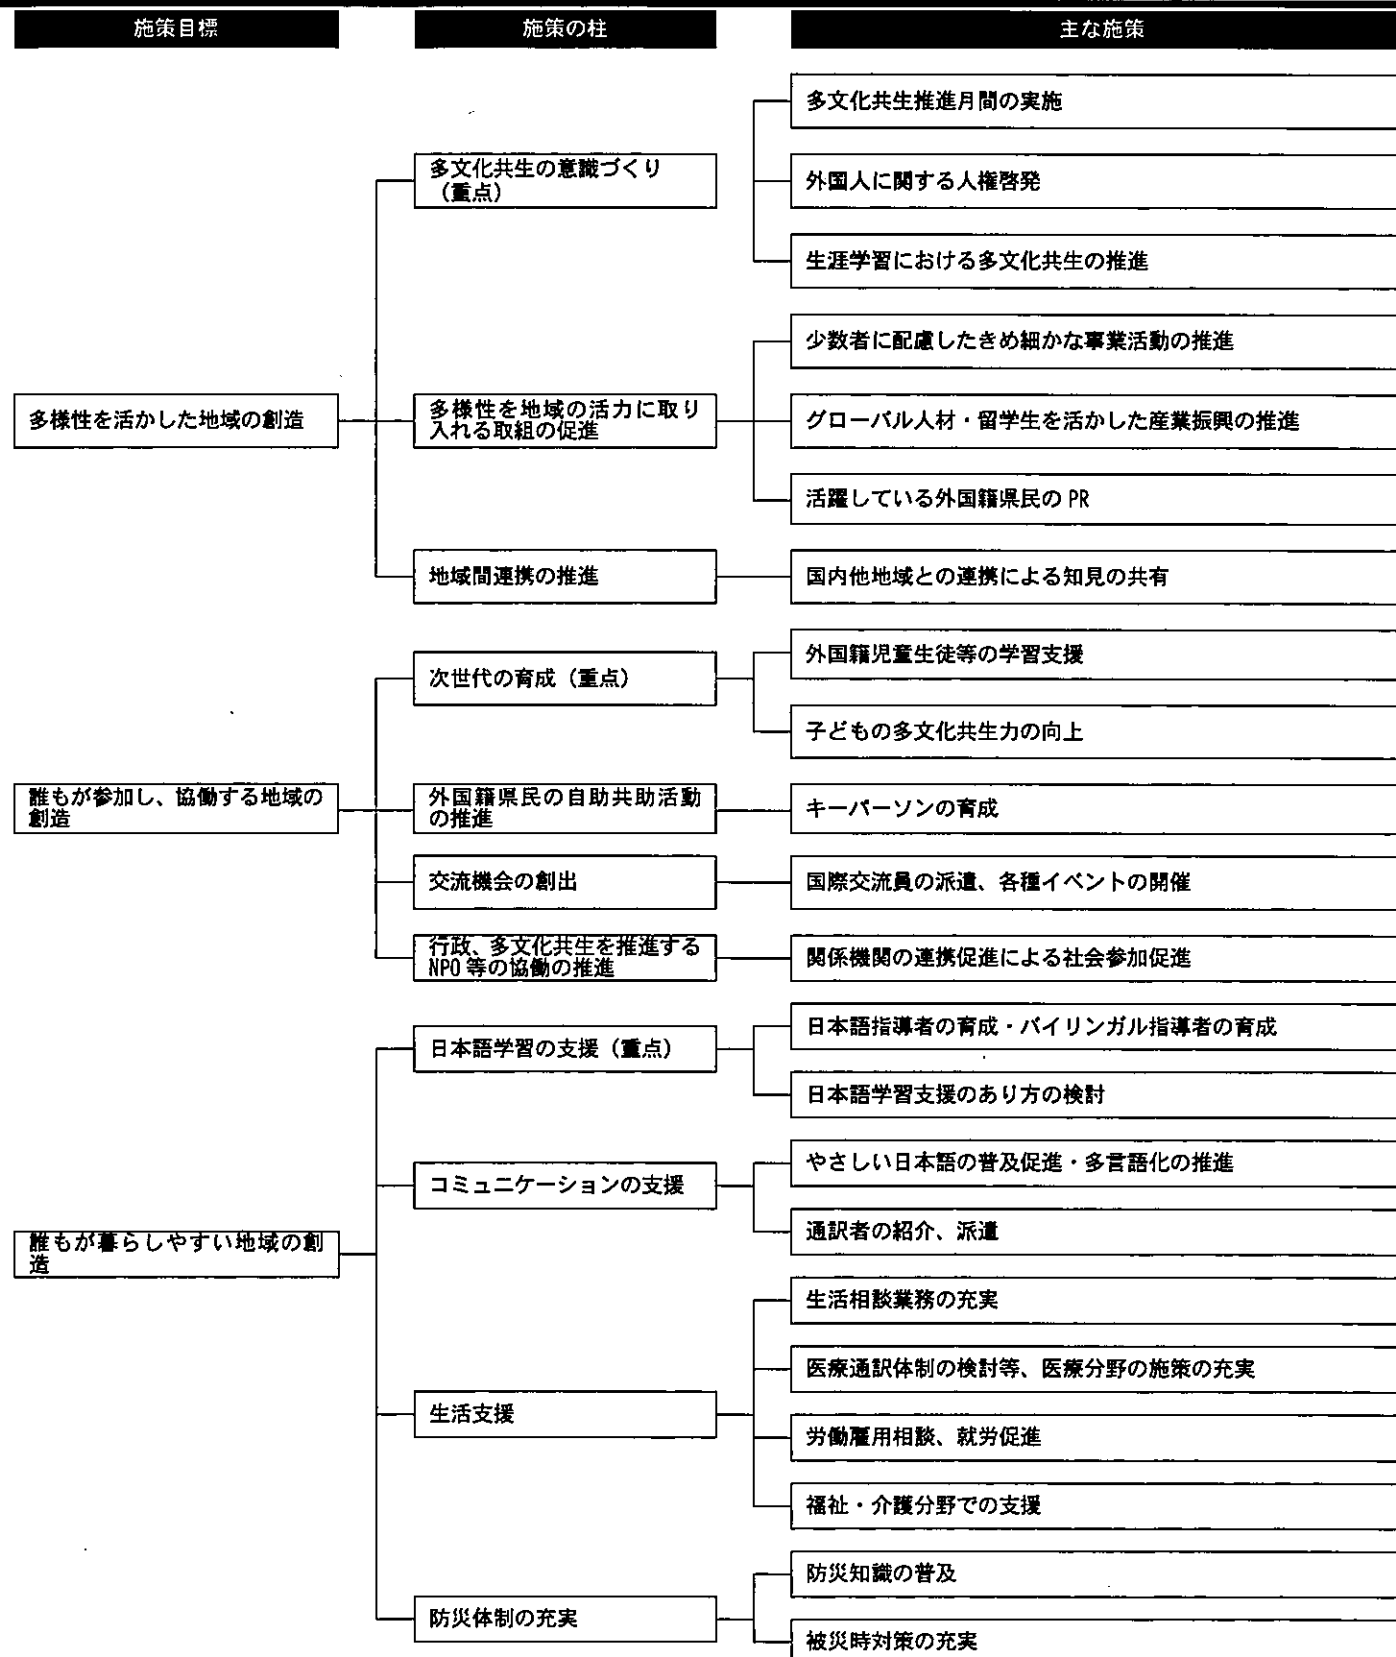 施策目標
施策の柱
主な施策
多様性を活かした地域の創造
多文化共生の意識づくり
（重点）
多文化共生推進月間の実施
外国人に関する人権啓発
生涯学習における多文化共生の推進
多様性を地域の活力に取り
入れる取組の促進
少数者に配慮したきめ細かな事業活動の推進
グローバル人材・留学生を活かした産業振興の推進
活躍している外国籍県民の PR
地域間連携の推進
国内他地域との連携による知見の共有
誰もが参加し、協働する地域の
創造
次世代の育成（重点）
外国籍児童生徒等の学習支援
子どもの多文化共生力の向上
外国籍県民の自助共助活動
の推進
キーパーソンの育成
交流機会の創出
国際交流員の派遣、各種イベントの開催
行政、多文化共生を推進する
NPO 等の協働の推進
関係機関の連携促進による社会参加促進
誰もが暮らしやすい地域の創
造
日本語学習の支援（重点）
日本語指導者の育成・バイリンガル指導者の育成
日本語学習支援のあり方の検討
コミュニケーションの支援
やさしい日本語の普及促進・多言語化の推進
通訳者の紹介、派遣
生活支援
生活相談業務の充実
医療通訳体制の検討等、医療分野の施策の充実
労働雇用相談、就労促進
福祉・介護分野での支援
防災体制の充実
防災知識の普及
被災時対策の充実